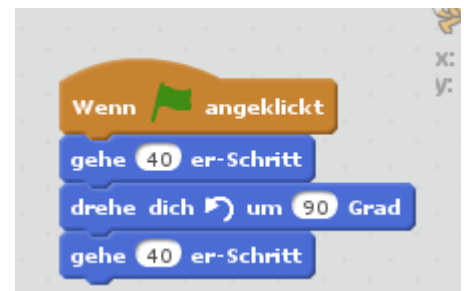 x:
y:
Wenn angeklickt
gehe 40 er-Schritt
drehe dich um 90 Grad
gehe 40 er-Schritt